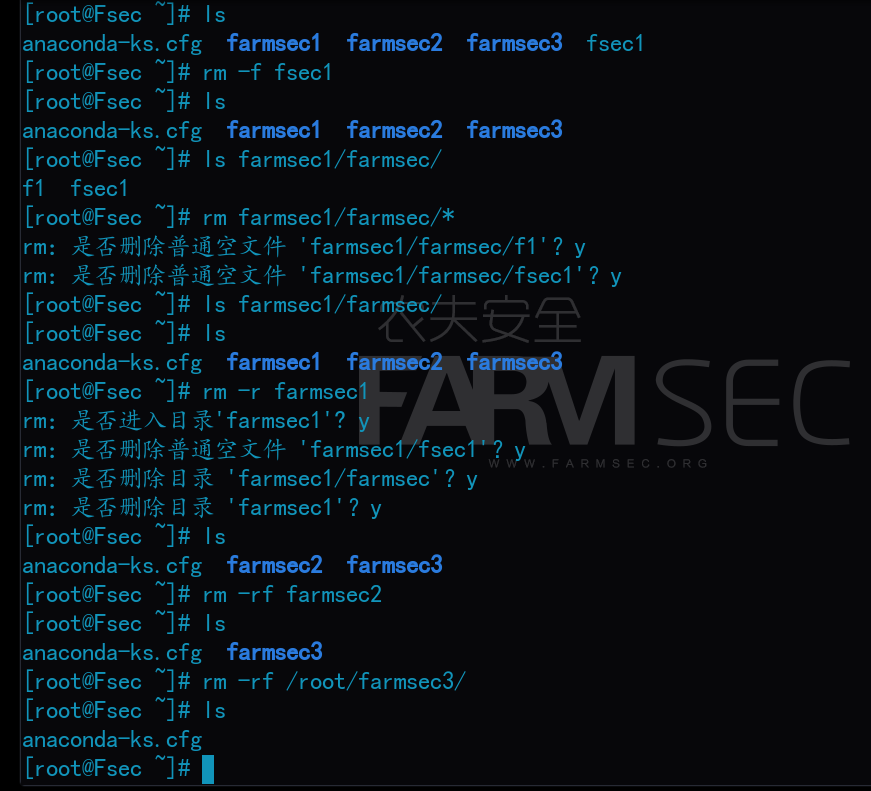 [root@Fsec ~]# ls
anaconda-ks.cfg  farmsec1  farmsec2  farmsec3  fsec1
[root@Fsec ~]# rm -f fsec1
[root@Fsec ~]# ls
anaconda-ks.cfg  farmsec1  farmsec2  farmsec3
[root@Fsec ~]# ls farmsec1/farmsec/
f1  fsec1
[root@Fsec ~]# rm farmsec1/farmsec/*
rm: 是否删除普通空文件 'farmsec1/farmsec/f1'? y
rm: 是否删除普通空文件 'farmsec1/farmsec/fsec1'? y
[root@Fsec ~]# ls farmsec1/farmsec/
农夫安全
[root@Fsec ~]# ls
anaconda-ks.cfg  farmsec1  farmsec2  farmsec3
[root@Fsec ~]# rm -r farmsec1
FARMSEC
rm: 是否进入目录'farmsec1'? y
rm: 是否删除普通空文件 'farmsec1/fsec1'? y
WWW.FARMSEC.ORG
rm: 是否删除目录 'farmsec1/farmsec'? y
rm: 是否删除目录 'farmsec1'? y
[root@Fsec ~]# ls
anaconda-ks.cfg  farmsec2  farmsec3
[root@Fsec ~]# rm -rf farmsec2
[root@Fsec ~]# ls
anaconda-ks.cfg  farmsec3
[root@Fsec ~]# rm -rf /root/farmsec3/
[root@Fsec ~]# ls
anaconda-ks.cfg
[root@Fsec ~]#